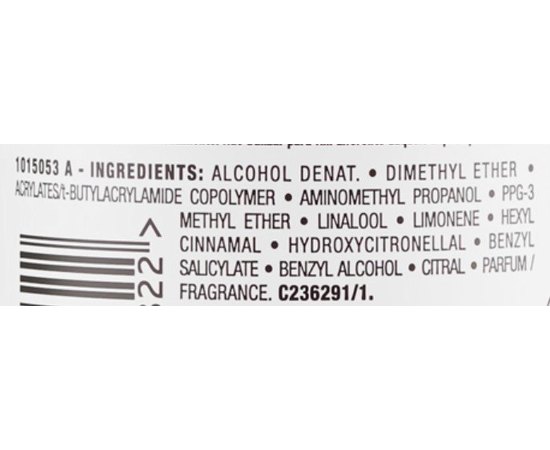 1015053 A - INGREDIENTS: ALCOHOL DENAT. • DIMETHYL ETHER •
ACRYLATES/t-BUTYLACRYLAMIDE COPOLYMER • AMINOMETHYL PROPANOL • PPG-3
METHYL ETHER • LINALOOL • LIMONENE • HEXYL
CINNAMAL • HYDROXYCITRONELLAL • BENZYL
SALICYLATE • BENZYL ALCOHOL • CITRAL • PARFUM /
FRAGRANCE. C236291/1.